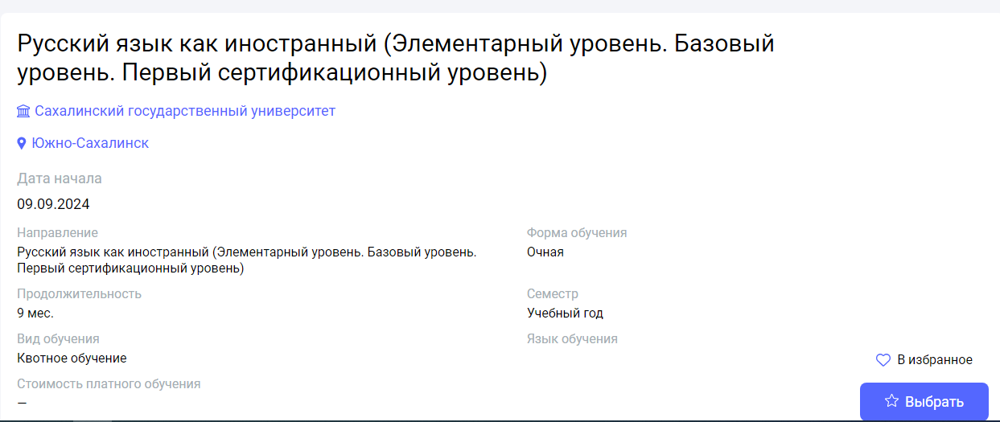 Русский язык как иностранный (Элементарный уровень. Базовый
уровень. Первый сертификационный уровень)
Сахалинский государственный университет
Южно-Сахалинск
Дата начала
09.09.2024
Направление
Русский язык как иностранный (Элементарный уровень. Базовый уровень.
Первый сертификационный уровень)
Форма обучения
Очная
Продолжительность
9 мес.
Семестр
Учебный год
Вид обучения
Квотное обучение
Язык обучения
Стоимость платного обучения
—
В избранное
Выбрать